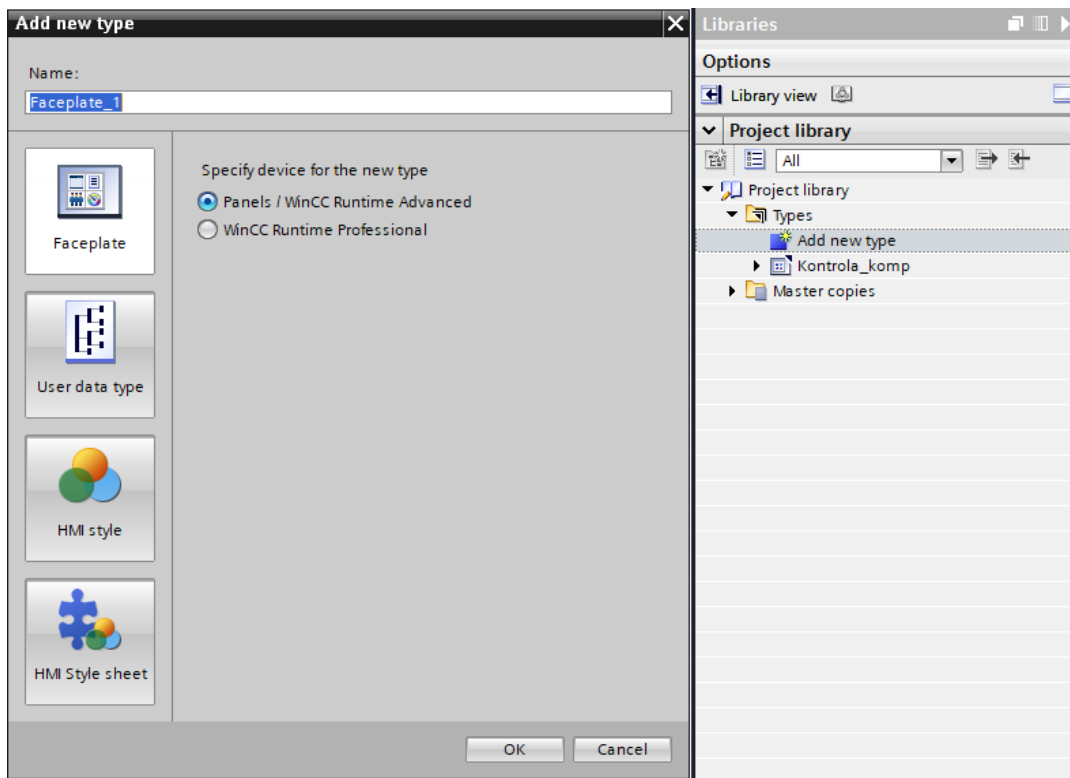 Add new type
Name:
Faceplate_1
Faceplate
User data type
HMI style
HMI Style sheet
Specify device for the new type
Panels / WinCC Runtime Advanced
WinCC Runtime Professional
OK
Cancel
Libraries
Options
Library view
Project library
All
Project library
Types
Add new type
Kontrola_komp
Master copies